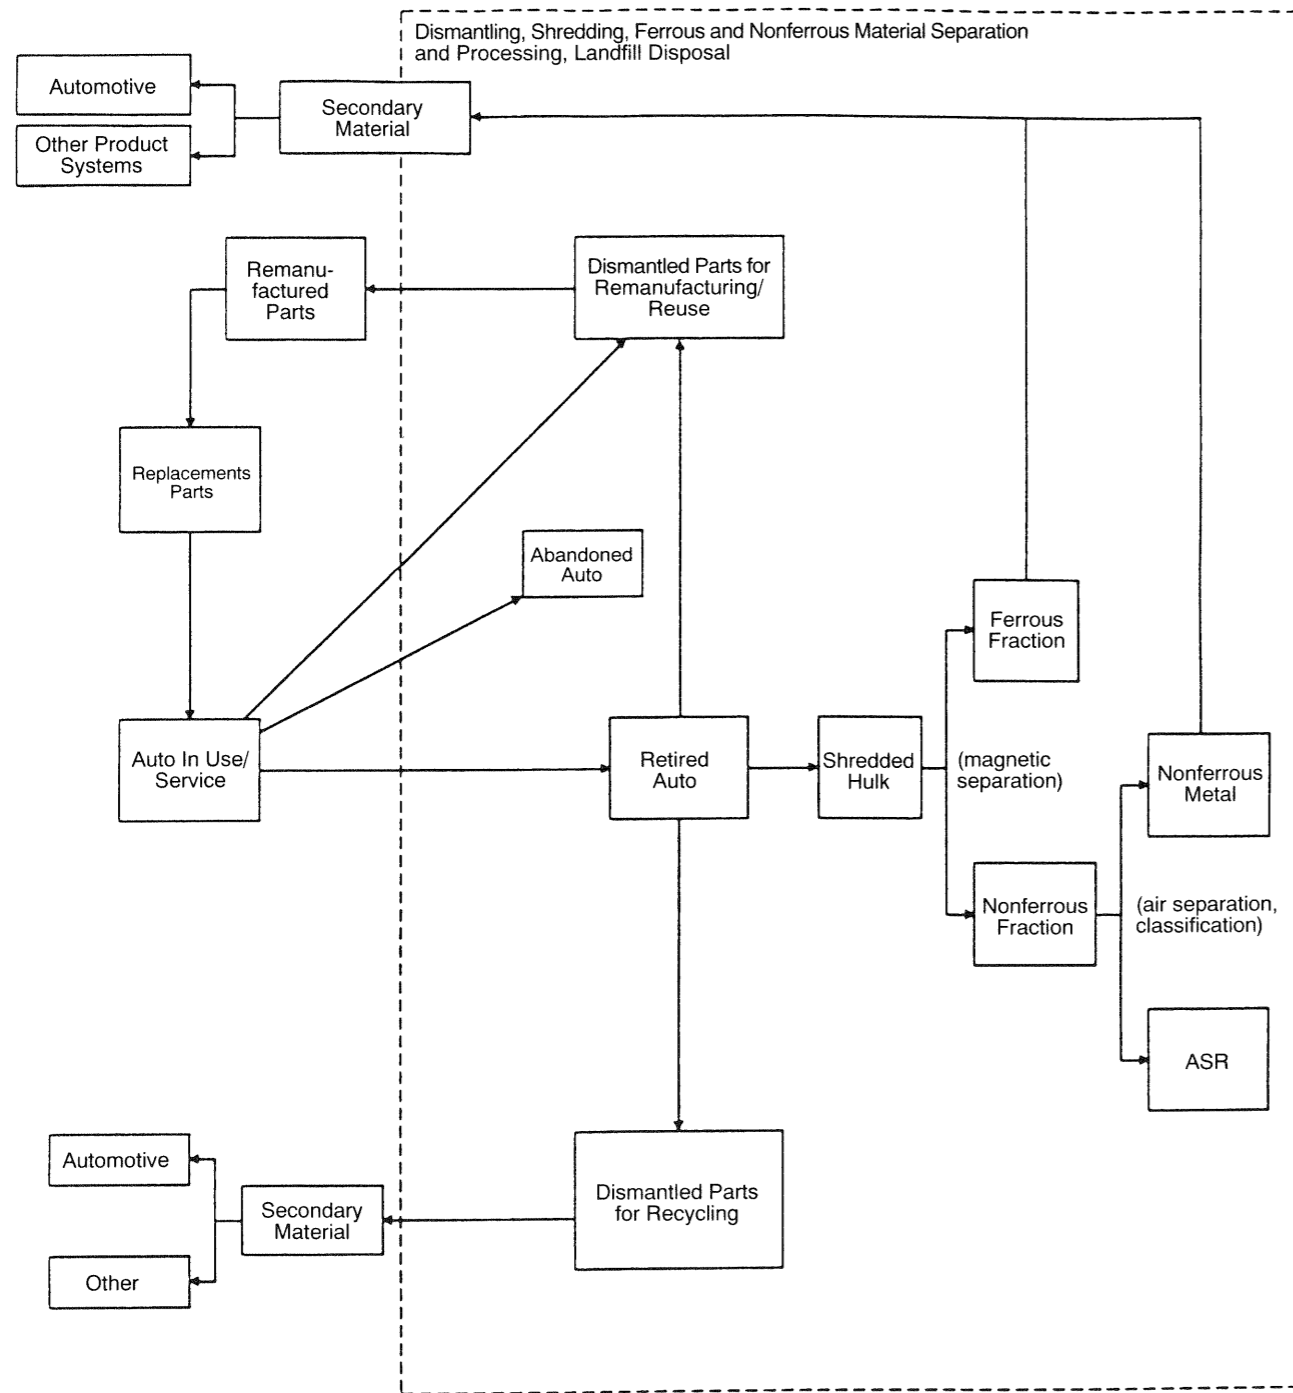 Dismantling, Shredding, Ferrous and Nonferrous Material Separation
and Processing, Landfill Disposal
Automotive
Other Product
Systems
Secondary
Material
Remanu-
factured
Parts
Dismantled Parts for
Remanufacturing/
Reuse
Replacements
Parts
Abandoned
Auto
Ferrous
Fraction
Auto In Use/
Service
Retired
Auto
Shredded
Hulk
(magnetic
separation)
Nonferrous
Metal
Nonferrous
Fraction
(air separation,
classification)
ASR
Automotive
Other
Secondary
Material
Dismantled Parts
for Recycling